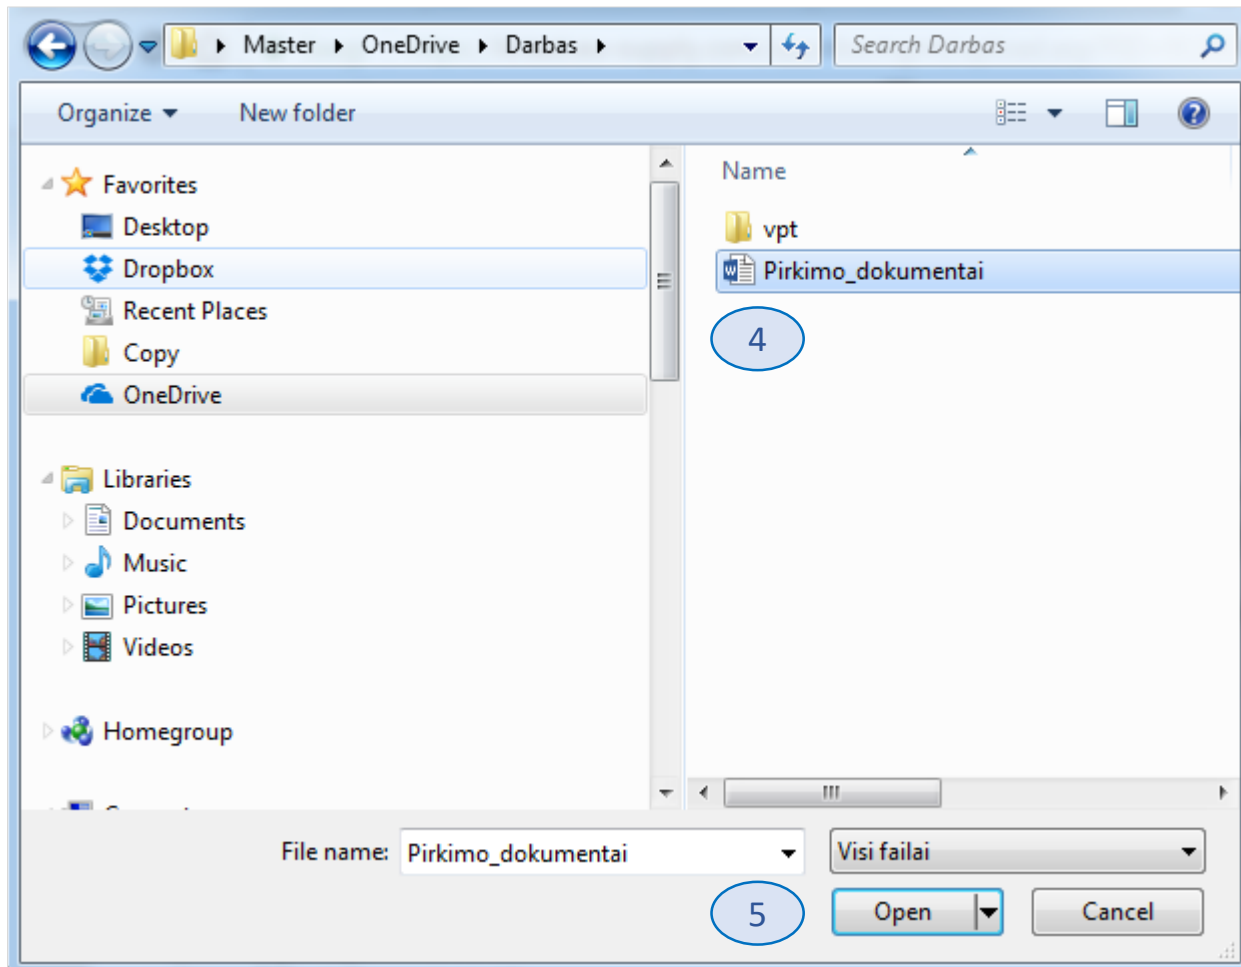 Master OneDrive Darbas Search Darbas
Organize New folder
Favorites
Desktop
Dropbox
Recent Places
Copy
OneDrive
Libraries
Documents
Music
Pictures
Videos
Homegroup
Name
vpt
Pirkimo_dokumentai
4
File name: Pirkimo_dokumentai Visi failai
5 Open Cancel